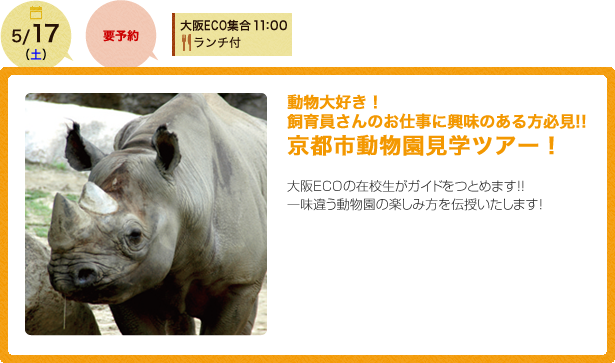 5/17
(土)
要予約
大阪ECO集合 11:00
ランチ付
動物大好き！
飼育員さんのお仕事に興味のある方必見!!
京都市動物園見学ツアー！
大阪ECOの在校生がガイドをつとめます!!
一味違う動物園の楽しみ方を伝授いたします！